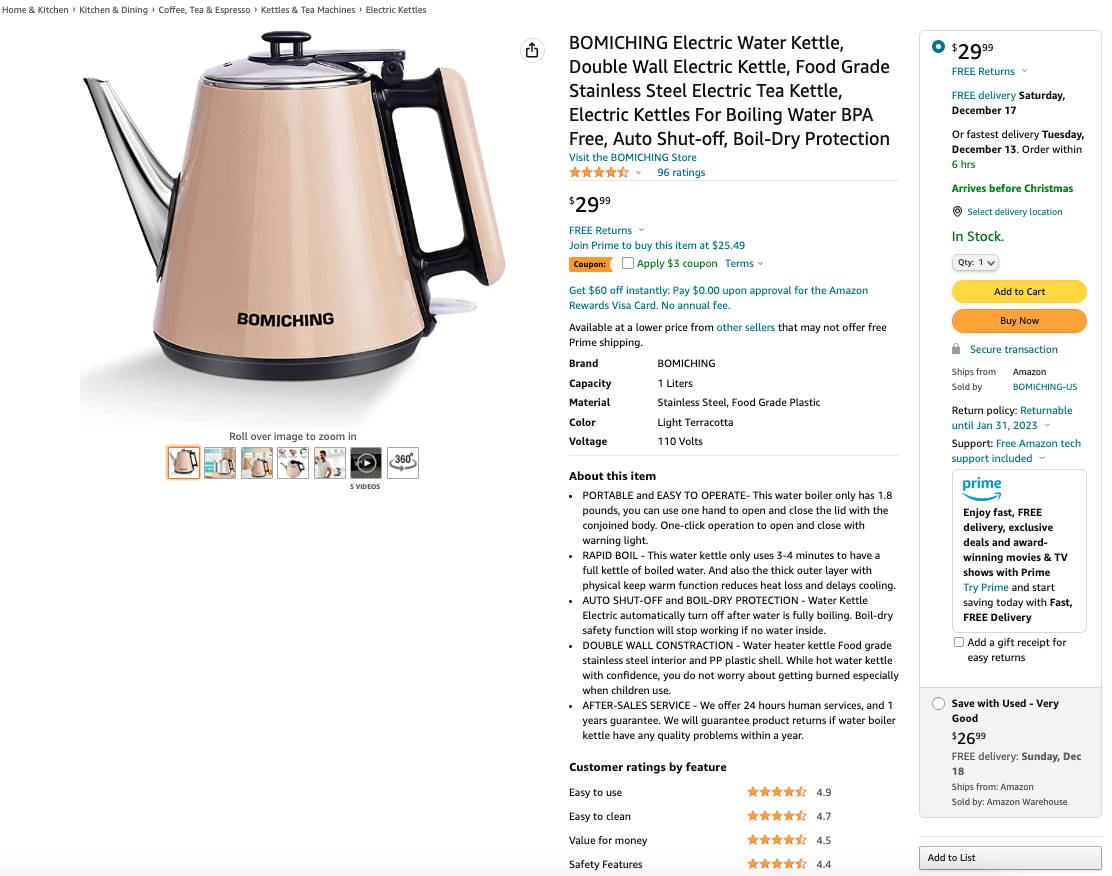 Home & Kitchen › Kitchen & Dining › Coffee, Tea & Espresso › Kettles & Tea Machines › Electric Kettles
BOMICHING
Roll over image to zoom in
360°
5 VIDEOS
BOMICHING Electric Water Kettle,
Double Wall Electric Kettle, Food Grade
Stainless Steel Electric Tea Kettle,
Electric Kettles For Boiling Water BPA
Free, Auto Shut-off, Boil-Dry Protection
Visit the BOMICHING Store
96 ratings
$29 99
FREE Returns
Join Prime to buy this item at $25.49
Coupon: Apply $3 coupon Terms
Get $60 off instantly: Pay $0.00 upon approval for the Amazon
Rewards Visa Card. No annual fee.
Available at a lower price from other sellers that may not offer free
Prime shipping.
Brand BOMICHING
Capacity 1 Liters
Material Stainless Steel, Food Grade Plastic
Color Light Terracotta
Voltage 110 Volts
About this item
• PORTABLE and EASY TO OPERATE- This water boiler only has 1.8
pounds, you can use one hand to open and close the lid with the
conjoined body. One-click operation to open and close with
warning light.
• RAPID BOIL - This water kettle only uses 3-4 minutes to have a
full kettle of boiled water. And also the thick outer layer with
physical keep warm function reduces heat loss and delays cooling.
• AUTO SHUT-OFF and BOIL-DRY PROTECTION - Water Kettle
Electric automatically turn off after water is fully boiling. Boil-dry
safety function will stop working if no water inside.
• DOUBLE WALL CONSTRACTION - Water heater kettle Food grade
stainless steel interior and PP plastic shell. While hot water kettle
with confidence, you do not worry about getting burned especially
when children use.
• AFTER-SALES SERVICE - We offer 24 hours human services, and 1
years guarantee. We will guarantee product returns if water boiler
kettle have any quality problems within a year.
Customer ratings by feature
Easy to use 4.9
Easy to clean 4.7
Value for money 4.5
Safety Features 4.4
$29 99
FREE Returns
FREE delivery Saturday,
December 17
Or fastest delivery Tuesday,
December 13. Order within
6 hrs
Arrives before Christmas
Select delivery location
In Stock.
Qty: 1
Add to Cart
Buy Now
Secure transaction
Ships from Amazon
Sold by BOMICHING-US
Return policy: Returnable
until Jan 31, 2023
Support: Free Amazon tech
support included
prime
Enjoy fast, FREE
delivery, exclusive
deals and award-
winning movies & TV
shows with Prime
Try Prime and start
saving today with Fast,
FREE Delivery
Add a gift receipt for
easy returns
Save with Used - Very
Good
$26 99
FREE delivery: Sunday, Dec
18
Ships from: Amazon
Sold by: Amazon Warehouse
Add to List